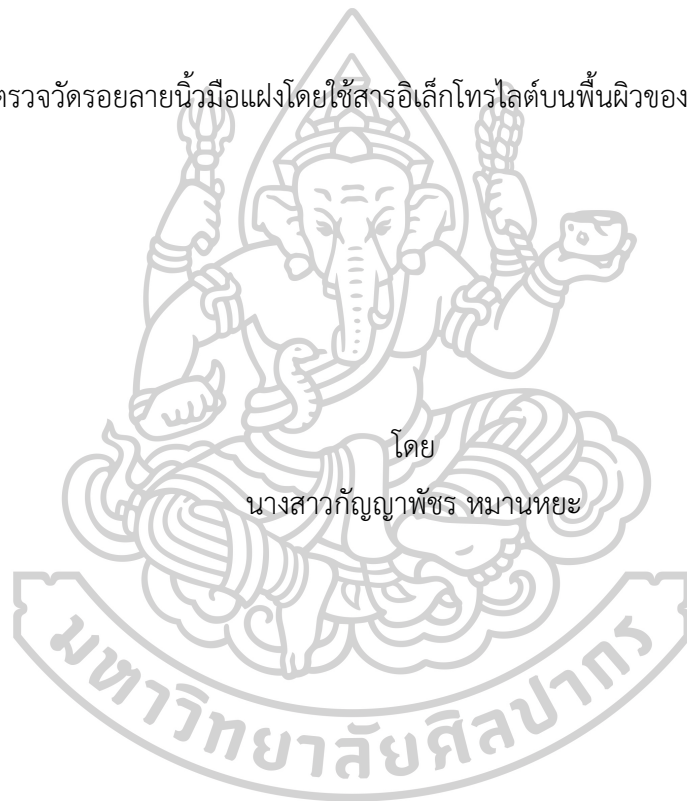 ตรวจวัดรอยลายนิ้วมือแฝงโดยใช้สารอิเล็กโทรไลต์บนพื้นผิวของ
โดย
นางสาวกัญญาพัชร หมานหยะ
มหาวิทยาลัยศิลปากร